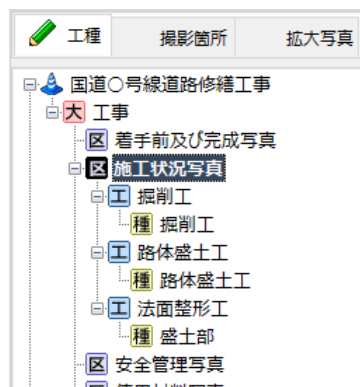 工種 撮影箇所 拡大写真
国道○号線道路修繕工事
大 工事
区 着手前及び完成写真
区 施工状況写真
工 掘削工
種 掘削工
工 路体盛土工
種 路体盛土工
工 法面整形工
種 盛土部
区 安全管理写真